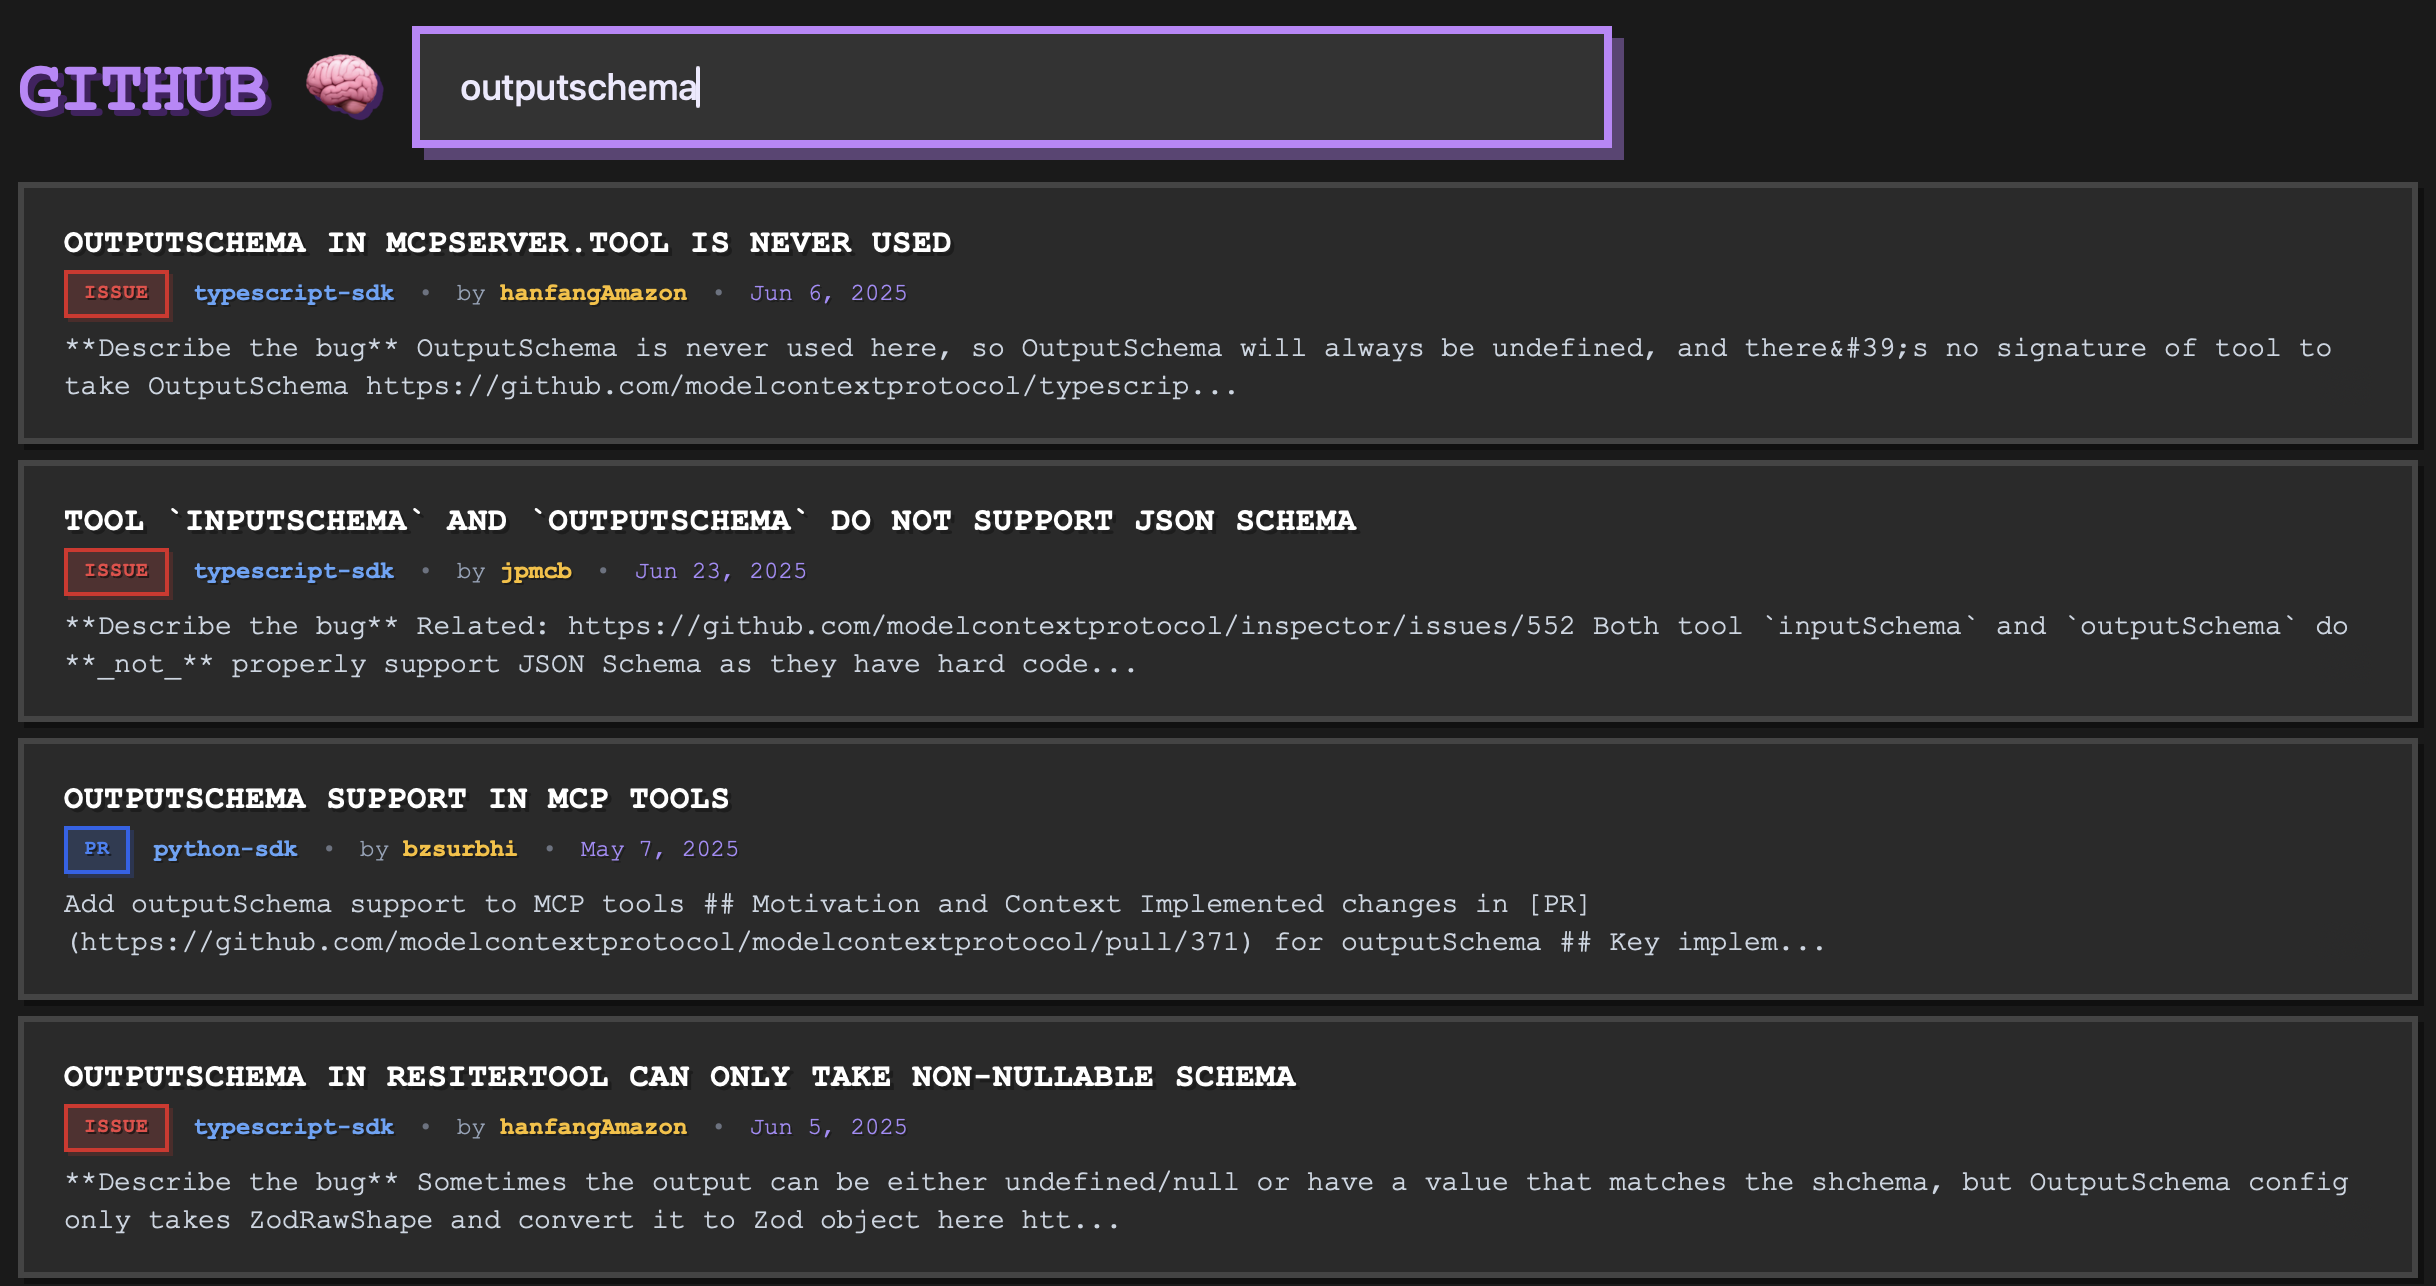 GITHUB
outputschema
OUTPUTSCHEMA IN MCPSERVER.TOOL IS NEVER USED
ISSUE typescript-sdk • by hanfangAmazon • Jun 6, 2025
**Describe the bug** OutputSchema is never used here, so OutputSchema will always be undefined, and there&#39;s no signature of tool to
take OutputSchema https://github.com/modelcontextprotocol/typescrip...
TOOL `INPUTSCHEMA` AND `OUTPUTSCHEMA` DO NOT SUPPORT JSON SCHEMA
ISSUE typescript-sdk • by jpmcb • Jun 23, 2025
**Describe the bug** Related: https://github.com/modelcontextprotocol/inspector/issues/552 Both tool `inputSchema` and `outputSchema` do
**_not_** properly support JSON Schema as they have hard code...
OUTPUTSCHEMA SUPPORT IN MCP TOOLS
PR python-sdk • by bzsurbhi • May 7, 2025
Add outputSchema support to MCP tools ## Motivation and Context Implemented changes in [PR]
(https://github.com/modelcontextprotocol/modelcontextprotocol/pull/371) for outputSchema ## Key implem...
OUTPUTSCHEMA IN RESITERTOOL CAN ONLY TAKE NON-NULLABLE SCHEMA
ISSUE typescript-sdk • by hanfangAmazon • Jun 5, 2025
**Describe the bug** Sometimes the output can be either undefined/null or have a value that matches the shchema, but OutputSchema config
only takes ZodRawShape and convert it to Zod object here htt...